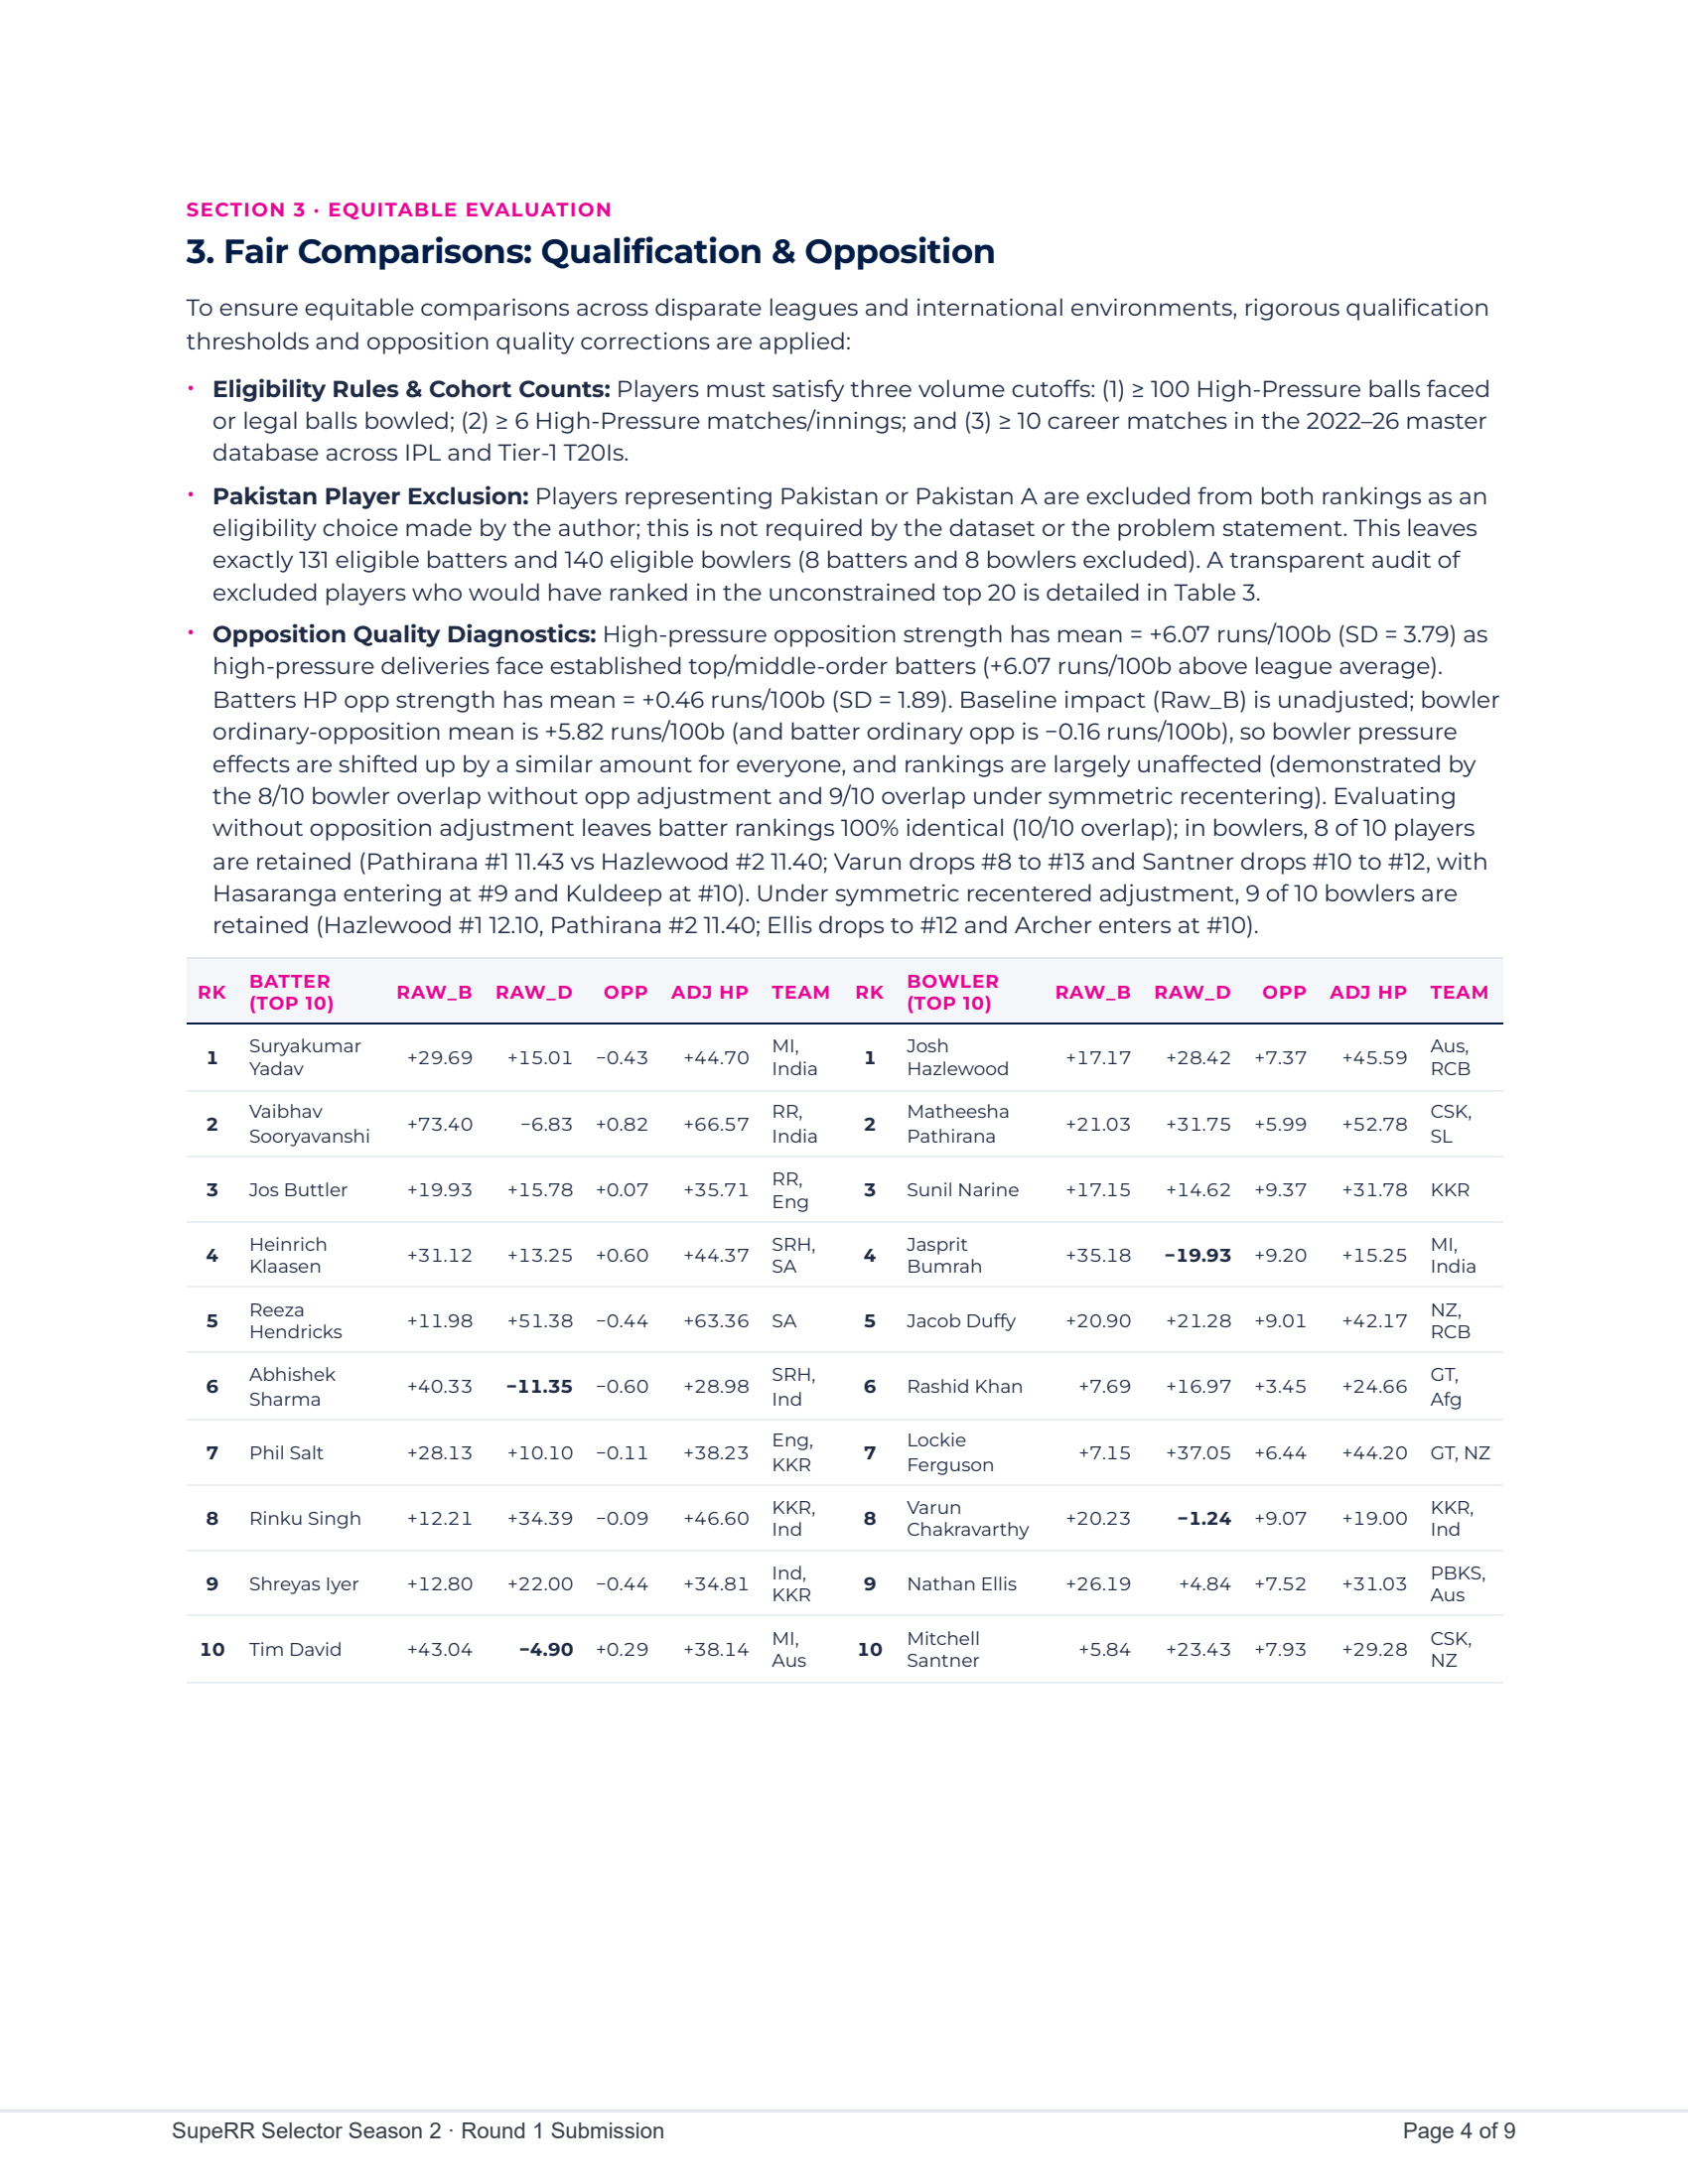 SECTION 3 · EQUITABLE EVALUATION
3. Fair Comparisons: Qualification & Opposition
To ensure equitable comparisons across disparate leagues and international environments, rigorous qualification
thresholds and opposition quality corrections are applied:
• Eligibility Rules & Cohort Counts: Players must satisfy three volume cutoffs: (1) ≥ 100 High-Pressure balls faced
or legal balls bowled; (2) ≥ 6 High-Pressure matches/innings; and (3) ≥ 10 career matches in the 2022–26 master
database across IPL and Tier-1 T20Is.
• Pakistan Player Exclusion: Players representing Pakistan or Pakistan A are excluded from both rankings as an
eligibility choice made by the author; this is not required by the dataset or the problem statement. This leaves
exactly 131 eligible batters and 140 eligible bowlers (8 batters and 8 bowlers excluded). A transparent audit of
excluded players who would have ranked in the unconstrained top 20 is detailed in Table 3.
• Opposition Quality Diagnostics: High-pressure opposition strength has mean = +6.07 runs/100b (SD = 3.79) as
high-pressure deliveries face established top/middle-order batters (+6.07 runs/100b above league average).
Batters HP opp strength has mean = +0.46 runs/100b (SD = 1.89). Baseline impact (Raw_B) is unadjusted; bowler
ordinary-opposition mean is +5.82 runs/100b (and batter ordinary opp is −0.16 runs/100b), so bowler pressure
effects are shifted up by a similar amount for everyone, and rankings are largely unaffected (demonstrated by
the 8/10 bowler overlap without opp adjustment and 9/10 overlap under symmetric recentering). Evaluating
without opposition adjustment leaves batter rankings 100% identical (10/10 overlap); in bowlers, 8 of 10 players
are retained (Pathirana #1 11.43 vs Hazlewood #2 11.40; Varun drops #8 to #13 and Santner drops #10 to #12, with
Hasaranga entering at #9 and Kuldeep at #10). Under symmetric recentered adjustment, 9 of 10 bowlers are
retained (Hazlewood #1 12.10, Pathirana #2 11.40; Ellis drops to #12 and Archer enters at #10).
RK BATTER (TOP 10) RAW_B RAW_D OPP ADJ HP TEAM RK BOWLER (TOP 10) RAW_B RAW_D OPP ADJ HP TEAM
1 Suryakumar Yadav +29.69 +15.01 −0.43 +44.70 MI, India 1 Josh Hazlewood +17.17 +28.42 +7.37 +45.59 Aus, RCB
2 Vaibhav Sooryavanshi +73.40 −6.83 +0.82 +66.57 RR, India 2 Matheesha Pathirana +21.03 +31.75 +5.99 +52.78 CSK, SL
3 Jos Buttler +19.93 +15.78 +0.07 +35.71 RR, Eng 3 Sunil Narine +17.15 +14.62 +9.37 +31.78 KKR
4 Heinrich Klaasen +31.12 +13.25 +0.60 +44.37 SRH, SA 4 Jasprit Bumrah +35.18 −19.93 +9.20 +15.25 MI, India
5 Reeza Hendricks +11.98 +51.38 −0.44 +63.36 SA 5 Jacob Duffy +20.90 +21.28 +9.01 +42.17 NZ, RCB
6 Abhishek Sharma +40.33 −11.35 −0.60 +28.98 SRH, Ind 6 Rashid Khan +7.69 +16.97 +3.45 +24.66 GT, Afg
7 Phil Salt +28.13 +10.10 −0.11 +38.23 Eng, KKR 7 Lockie Ferguson +7.15 +37.05 +6.44 +44.20 GT, NZ
8 Rinku Singh +12.21 +34.39 −0.09 +46.60 KKR, Ind 8 Varun Chakravarthy +20.23 −1.24 +9.07 +19.00 KKR, Ind
9 Shreyas Iyer +12.80 +22.00 −0.44 +34.81 Ind, KKR 9 Nathan Ellis +26.19 +4.84 +7.52 +31.03 PBKS, Aus
10 Tim David +43.04 −4.90 +0.29 +38.14 MI, Aus 10 Mitchell Santner +5.84 +23.43 +7.93 +29.28 CSK, NZ
SupeRR Selector Season 2 · Round 1 Submission
Page 4 of 9